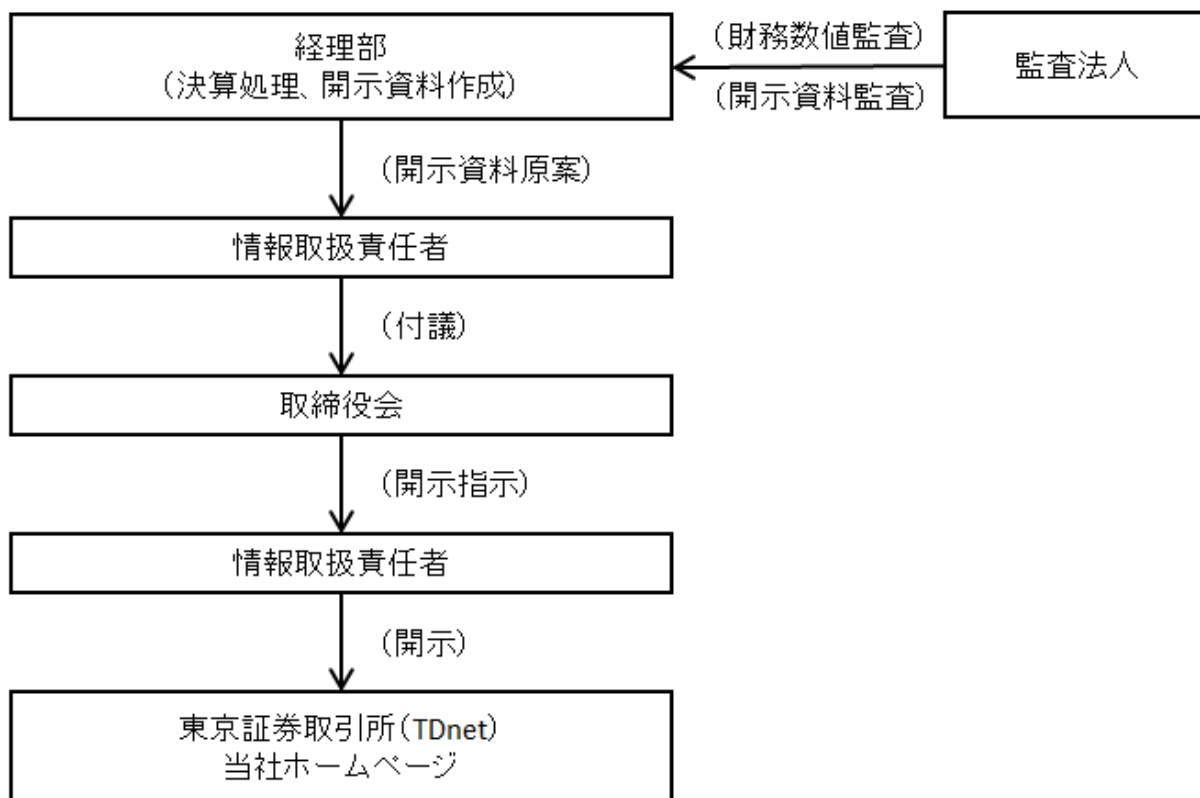 経理部
(決算処理、開示資料作成)
(財務数値監査)
(開示資料監査)
監査法人
(開示資料原案)
情報取扱責任者
(付議)
取締役会
(開示指示)
情報取扱責任者
(開示)
東京証券取引所(TDnet)
当社ホームページ